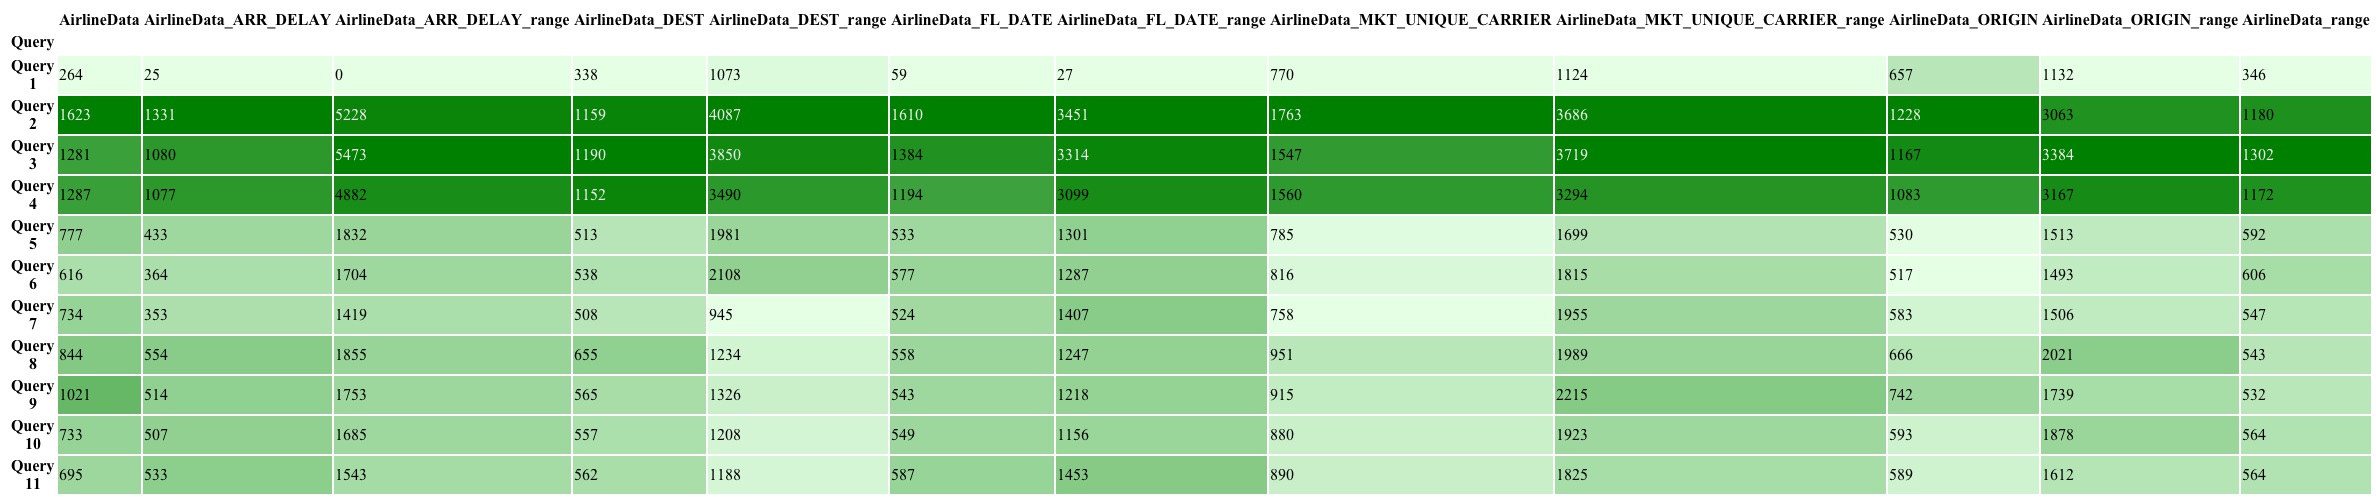 AirlineData AirlineData_ARR_DELAY AirlineData_ARR_DELAY_range AirlineData_DEST AirlineData_DEST_range AirlineData_FL_DATE AirlineData_FL_DATE_range AirlineData_MKT_UNIQUE_CARRIER AirlineData_MKT_UNIQUE_CARRIER_range AirlineData_ORIGIN AirlineData_ORIGIN_range AirlineData_range
Query
Query 1 264 25 0 338 1073 59 27 770 1124 657 1132 346
Query 2 1623 1331 5228 1159 4087 1610 3451 1763 3686 1228 3063 1180
Query 3 1281 1080 5473 1190 3850 1384 3314 1547 3719 1167 3384 1302
Query 4 1287 1077 4882 1152 3490 1194 3099 1560 3294 1083 3167 1172
Query 5 777 433 1832 513 1981 533 1301 785 1699 530 1513 592
Query 6 616 364 1704 538 2108 577 1287 816 1815 517 1493 606
Query 7 734 353 1419 508 945 524 1407 758 1955 583 1506 547
Query 8 844 554 1855 655 1234 558 1247 951 1989 666 2021 543
Query 9 1021 514 1753 565 1326 543 1218 915 2215 742 1739 532
Query 10 733 507 1685 557 1208 549 1156 880 1923 593 1878 564
Query 11 695 533 1543 562 1188 587 1453 890 1825 589 1612 564